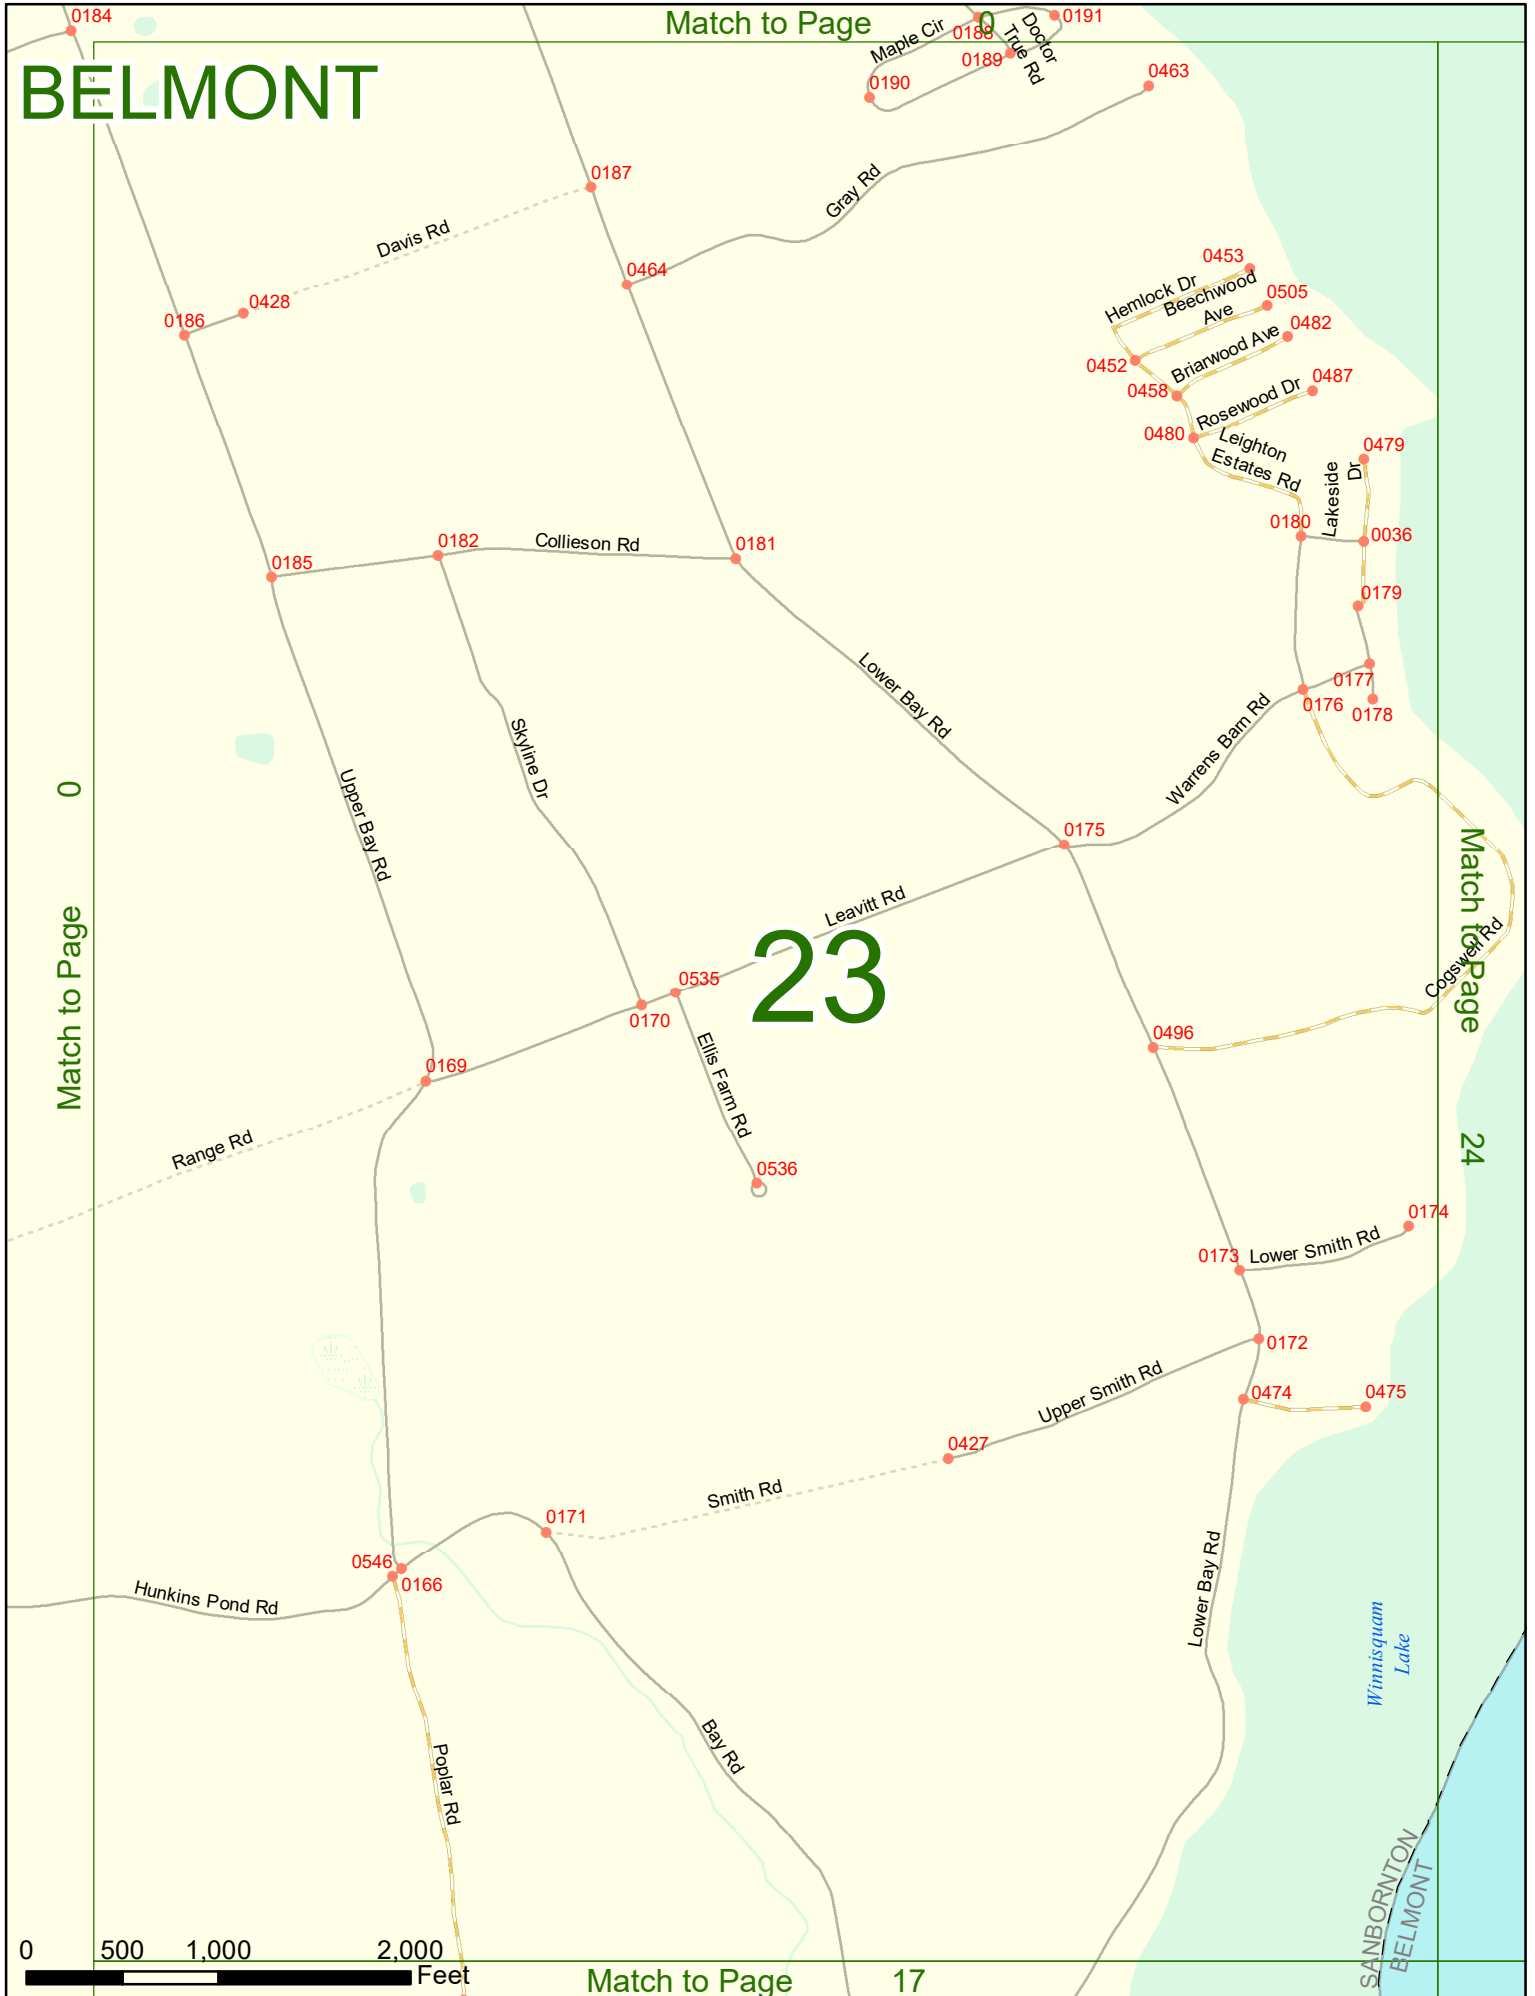 0184
Match to Page 0
0191
Maple Cir
0188
Doctor
True Rd
0189
BELMONT
0190
0463
0187
Gray Rd
Davis Rd
0464
0453
0428
0186
Hemlock Dr
Beechwood
Ave
0505
0482
0452
Briarwood Ave
0458
0487
Rosewood Dr
0480
Leighton
Estates Rd
0479
Lakeside
Dr
0180
0036
0182
Collieson Rd
0181
0185
0179
Lower Bay Rd
0177
0176
0178
Warrens Barn Rd
Skyline Dr
Upper Bay Rd
0
Match to Page
0175
Match to Page
24
Leavitt Rd
23
Cogswell Rd
0535
0170
0496
Ellis Farm Rd
0169
Range Rd
0536
0174
0173
Lower Smith Rd
0172
Upper Smith Rd
0474
0475
0427
Smith Rd
0171
0546
0166
Hunkins Pond Rd
Lower Bay Rd
Winnisquam
Lake
Bay Rd
Poplar Rd
SANBORNTON
BELMONT
0 500 1,000 2,000
Feet
Match to Page 17